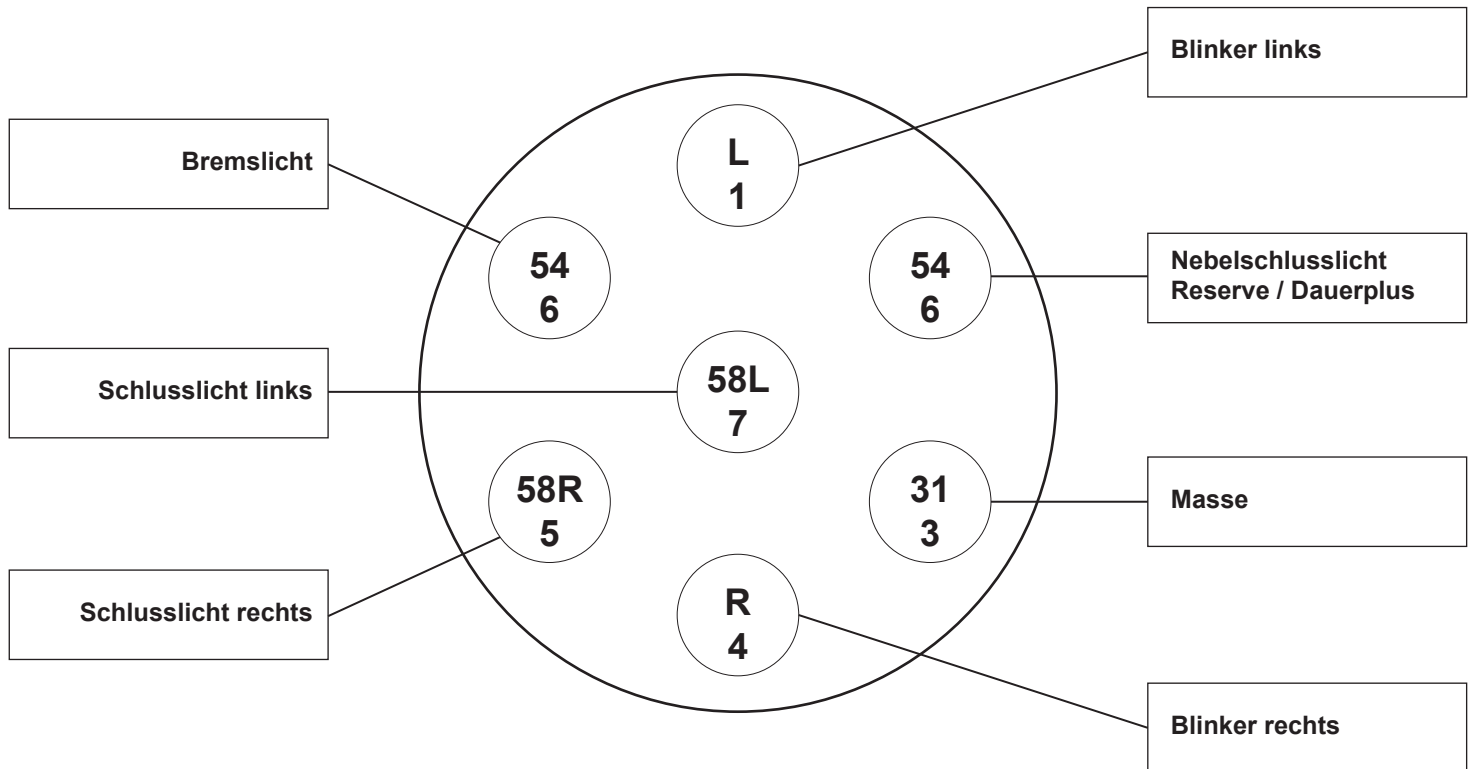 Blinker links
Bremslicht
L
1
54
6
54
6
Nebelschlusslicht
Reserve / Dauerplus
Schlusslicht links
58L
7
58R
5
31
3
Masse
Schlusslicht rechts
R
4
Blinker rechts